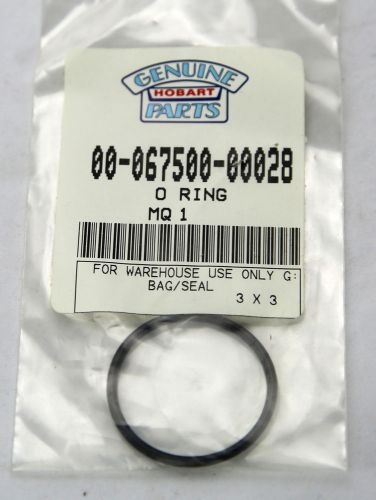 GENUINE
HOBART
PARTS
00-067500-00028
O RING
MQ 1
FOR WAREHOUSE USE ONLY G:
BAG/SEAL
3 X 3